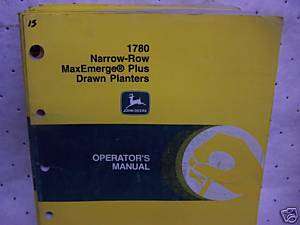 15
1780
Narrow-Row
MaxEmerge® Plus
Drawn Planters
JOHN DEERE
OPERATOR'S
MANUAL